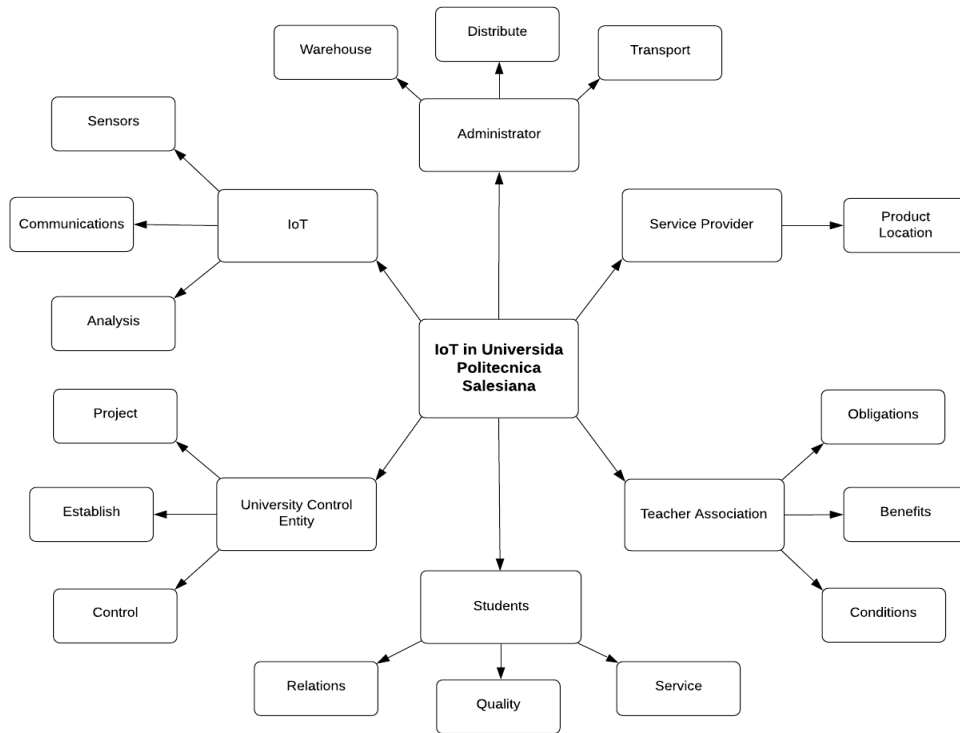 Distribute
Warehouse
Transport
Administrator
Sensors
Communications
IoT
Analysis
Service Provider
Product
Location
IoT in Universida
Politecnica
Salesiana
Project
Establish
University Control
Entity
Control
Obligations
Teacher Association
Benefits
Conditions
Students
Relations
Quality
Service